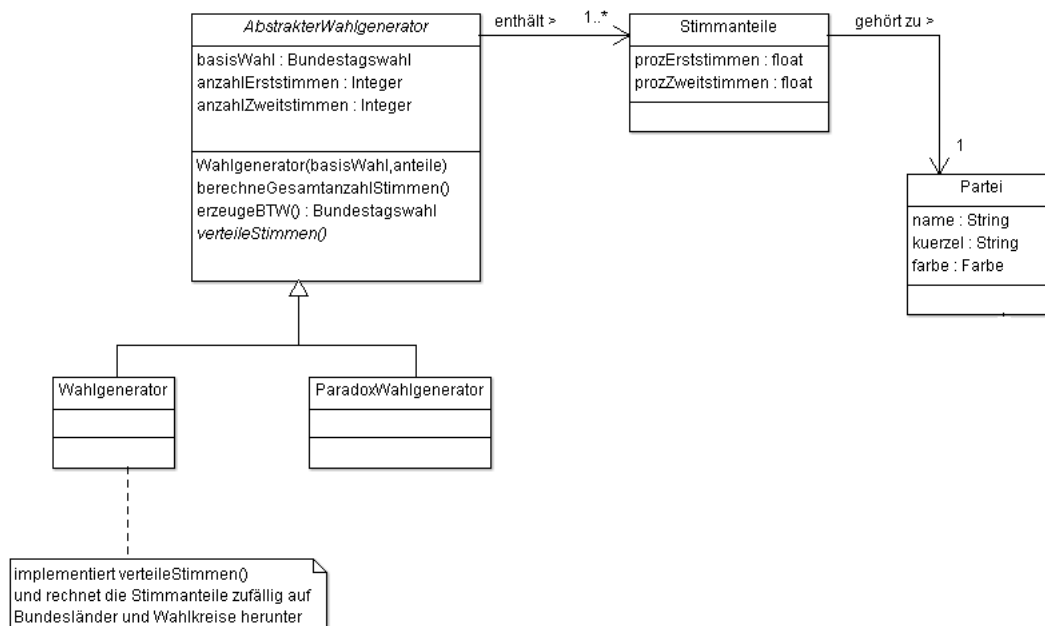 AbstrakterWahlgenerator
basisWahl : Bundestagswahl
anzahlErststimmen : Integer
anzahlZweitstimmen : Integer
Wahlgenerator(basisWahl,anteile)
berechneGesamtanzahlStimmen()
erzeugeBTW() : Bundestagswahl
verteileStimmen()
enthält >
1..*
Stimmanteile
prozErststimmen : float
prozZweitstimmen : float
gehört zu >
1
Partei
name : String
kuerzel : String
farbe : Farbe
Wahlgenerator
ParadoxWahlgenerator
implementiert verteileStimmen()
und rechnet die Stimmanteile zufällig auf
Bundesländer und Wahlkreise herunter